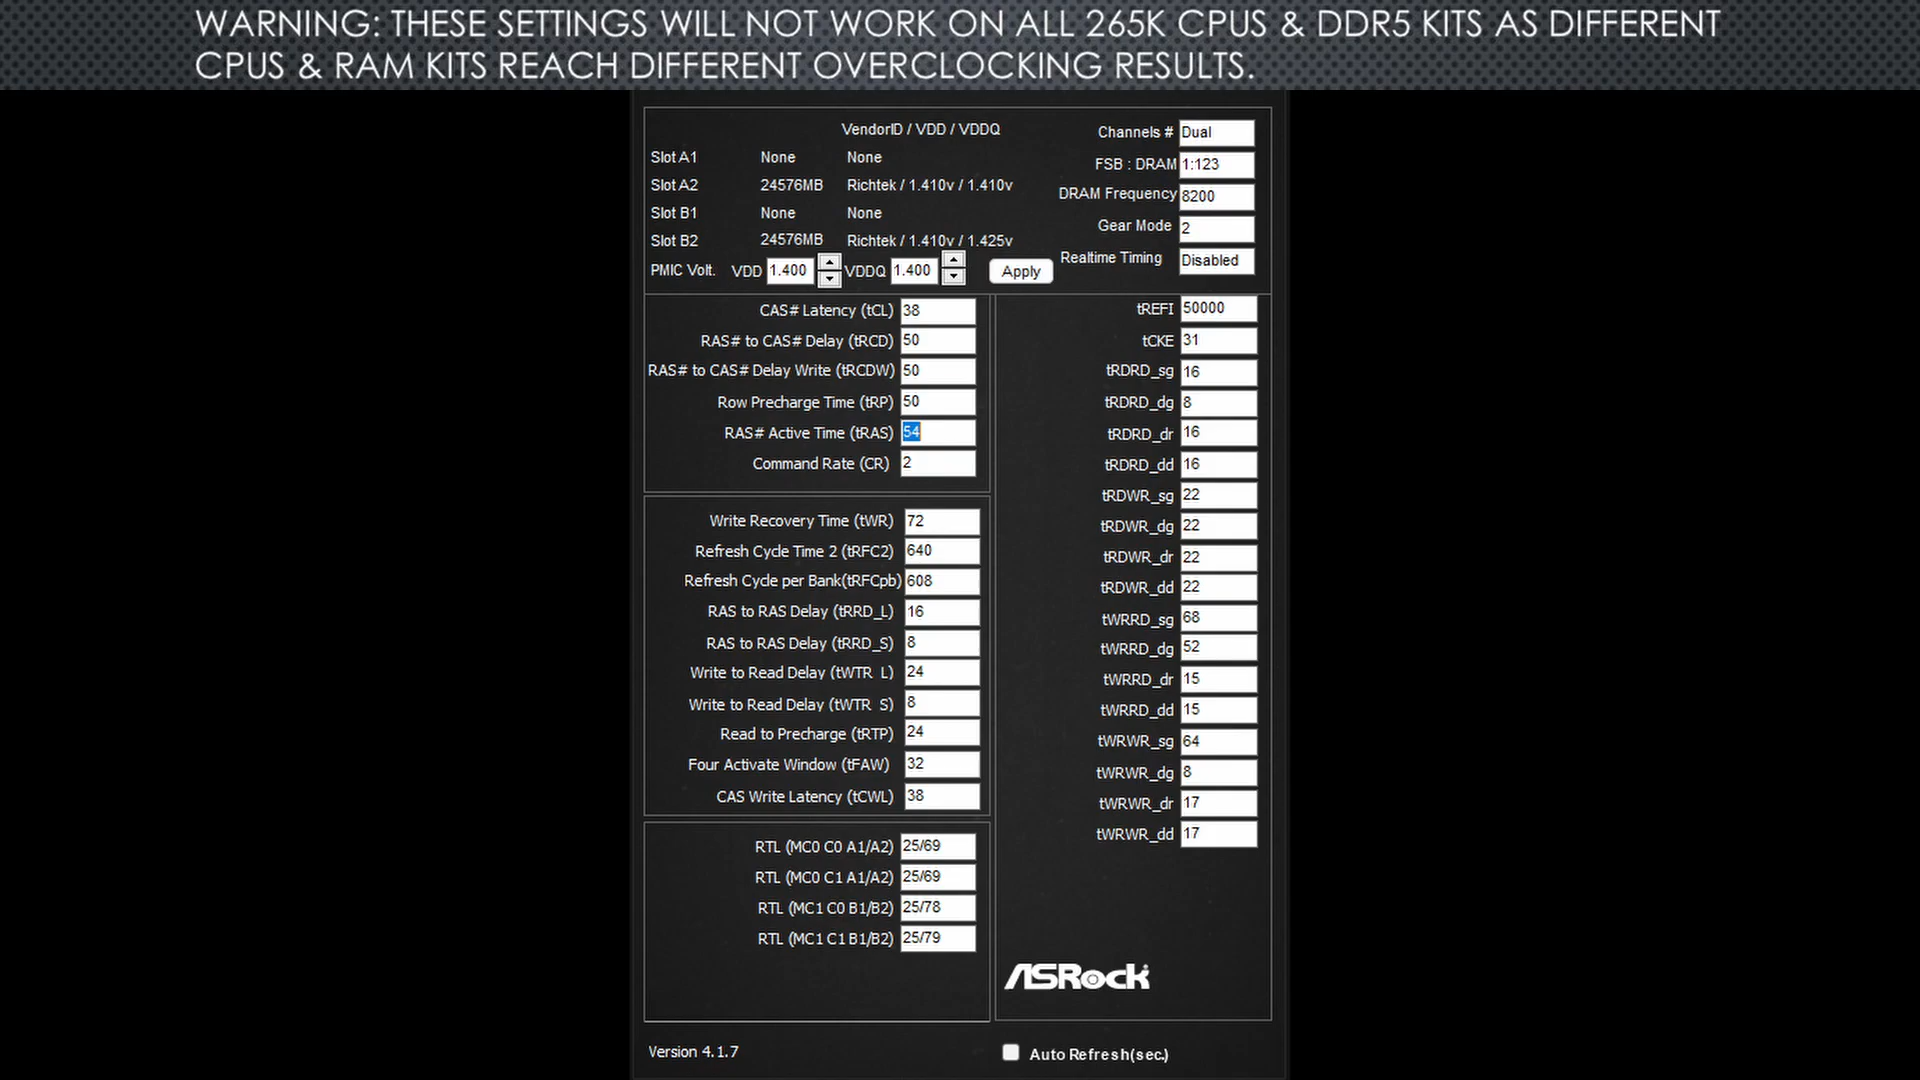 WARNING: THESE SETTINGS WILL NOT WORK ON ALL 265K CPUS & DDR5 KITS AS DIFFERENT
CPUS & RAM KITS REACH DIFFERENT OVERCLOCKING RESULTS.
VendorID / VDD / VDDQ
Slot A1 None None
Slot A2 24576MB Richtek / 1.410v / 1.410v
Slot B1 None None
Slot B2 24576MB Richtek / 1.410v / 1.425v
PMIC Volt. VDD 1.400 VDDQ 1.400 Apply
Channels # Dual
FSB : DRAM 1:123
DRAM Frequency 8200
Gear Mode 2
Realtime Timing Disabled
CAS# Latency (tCL) 38
RAS# to CAS# Delay (tRCD) 50
RAS# to CAS# Delay Write (tRCDW) 50
Row Precharge Time (tRP) 50
RAS# Active Time (tRAS) 54
Command Rate (CR) 2
Write Recovery Time (tWR) 72
Refresh Cycle Time 2 (tRFC2) 640
Refresh Cycle per Bank(tRFCpb) 608
RAS to RAS Delay (tRRD_L) 16
RAS to RAS Delay (tRRD_S) 8
Write to Read Delay (tWTR L) 24
Write to Read Delay (tWTR S) 8
Read to Precharge (tRTP) 24
Four Activate Window (tFAW) 32
CAS Write Latency (tCWL) 38
RTL (MC0 C0 A1/A2) 25/69
RTL (MC0 C1 A1/A2) 25/69
RTL (MC1 C0 B1/B2) 25/78
RTL (MC1 C1 B1/B2) 25/79
tREFI 50000
tCKE 31
tRDRD_sg 16
tRDRD_dg 8
tRDRD_dr 16
tRDRD_dd 16
tRDWR_sg 22
tRDWR_dg 22
tRDWR_dr 22
tRDWR_dd 22
tWRRD_sg 68
tWRRD_dg 52
tWRRD_dr 15
tWRRD_dd 15
tWRWR_sg 64
tWRWR_dg 8
tWRWR_dr 17
tWRWR_dd 17
ASRock
Version 4.1.7
Auto Refresh(sec.)